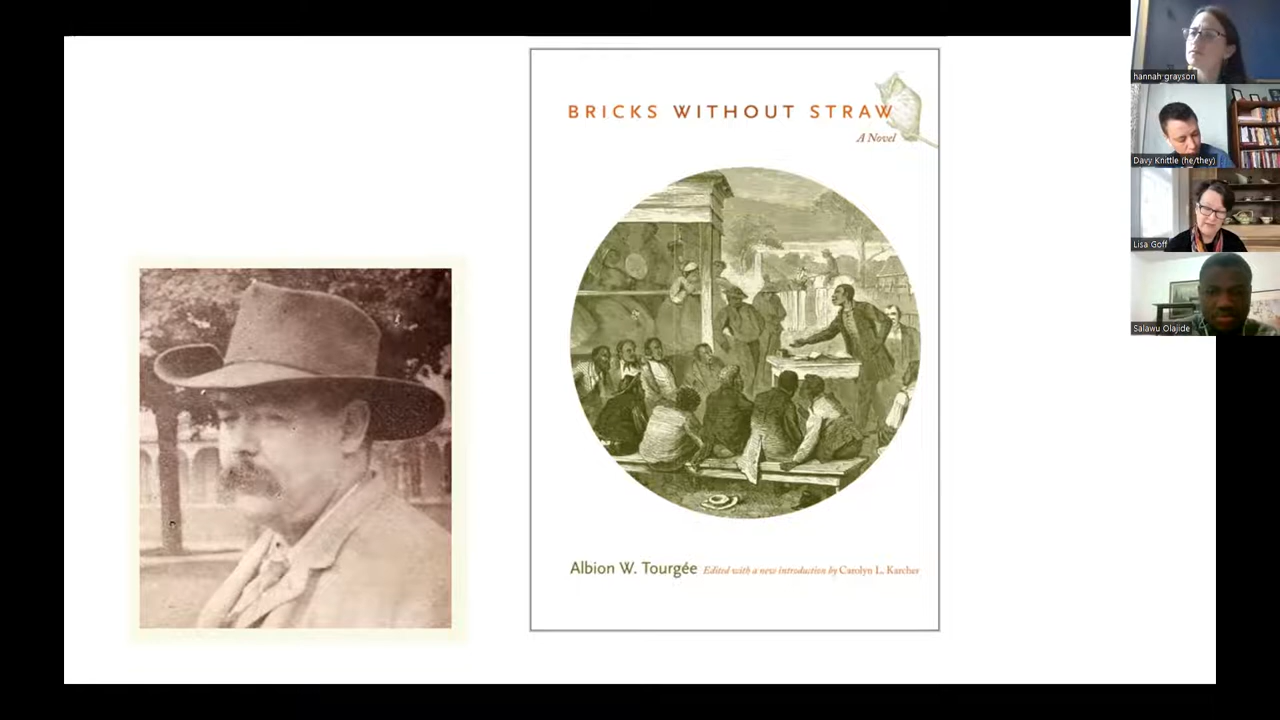 BRICKS WITHOUT STRAW
A Novel
Albion W. Tourgée Edited with a new introduction by Carolyn L. Karcher
hannah grayson
Davy Knittle (he/they)
Lisa Goff
Salawu Olajide